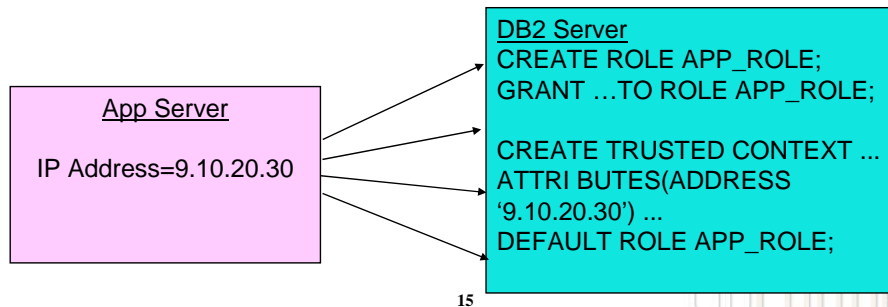 App Server
IP Address=9.10.20.30
DB2 Server
CREATE ROLE APP_ROLE;
GRANT …TO ROLE APP_ROLE;
CREATE TRUSTED CONTEXT ...
ATTRI BUTES(ADDRESS
‘9.10.20.30’) ...
DEFAULT ROLE APP_ROLE;
15